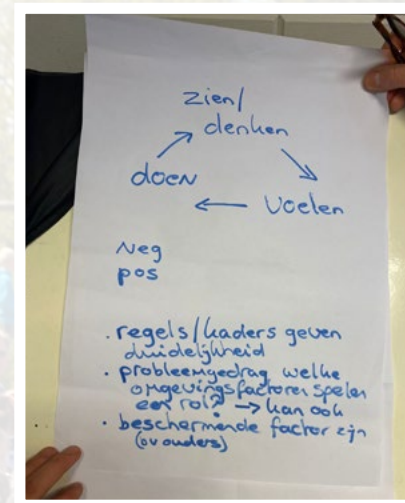 zien/
denken
doen
voelen
Neg
pos
. regels/kaders geven
duidelijkheid
. probleemgedrag welke
omgevingsfactoren spelen
een rol? → kan ook
. beschermende factor zijn
(ov ouders)